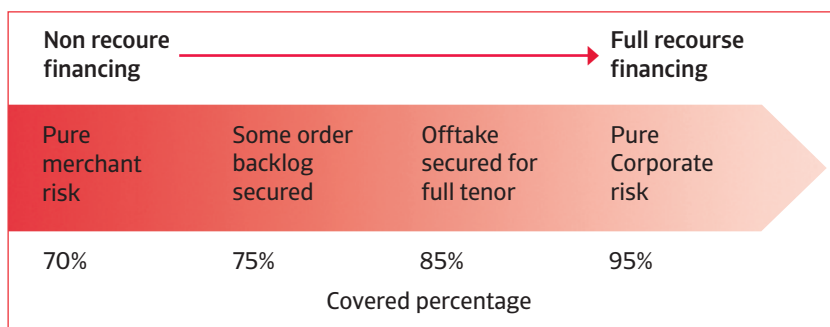 Non recoure
financing
Full recourse
financing
Pure
merchant
risk
Some order
backlog
secured
Offtake
secured for
full tenor
Pure
Corporate
risk
70%
75%
85%
95%
Covered percentage